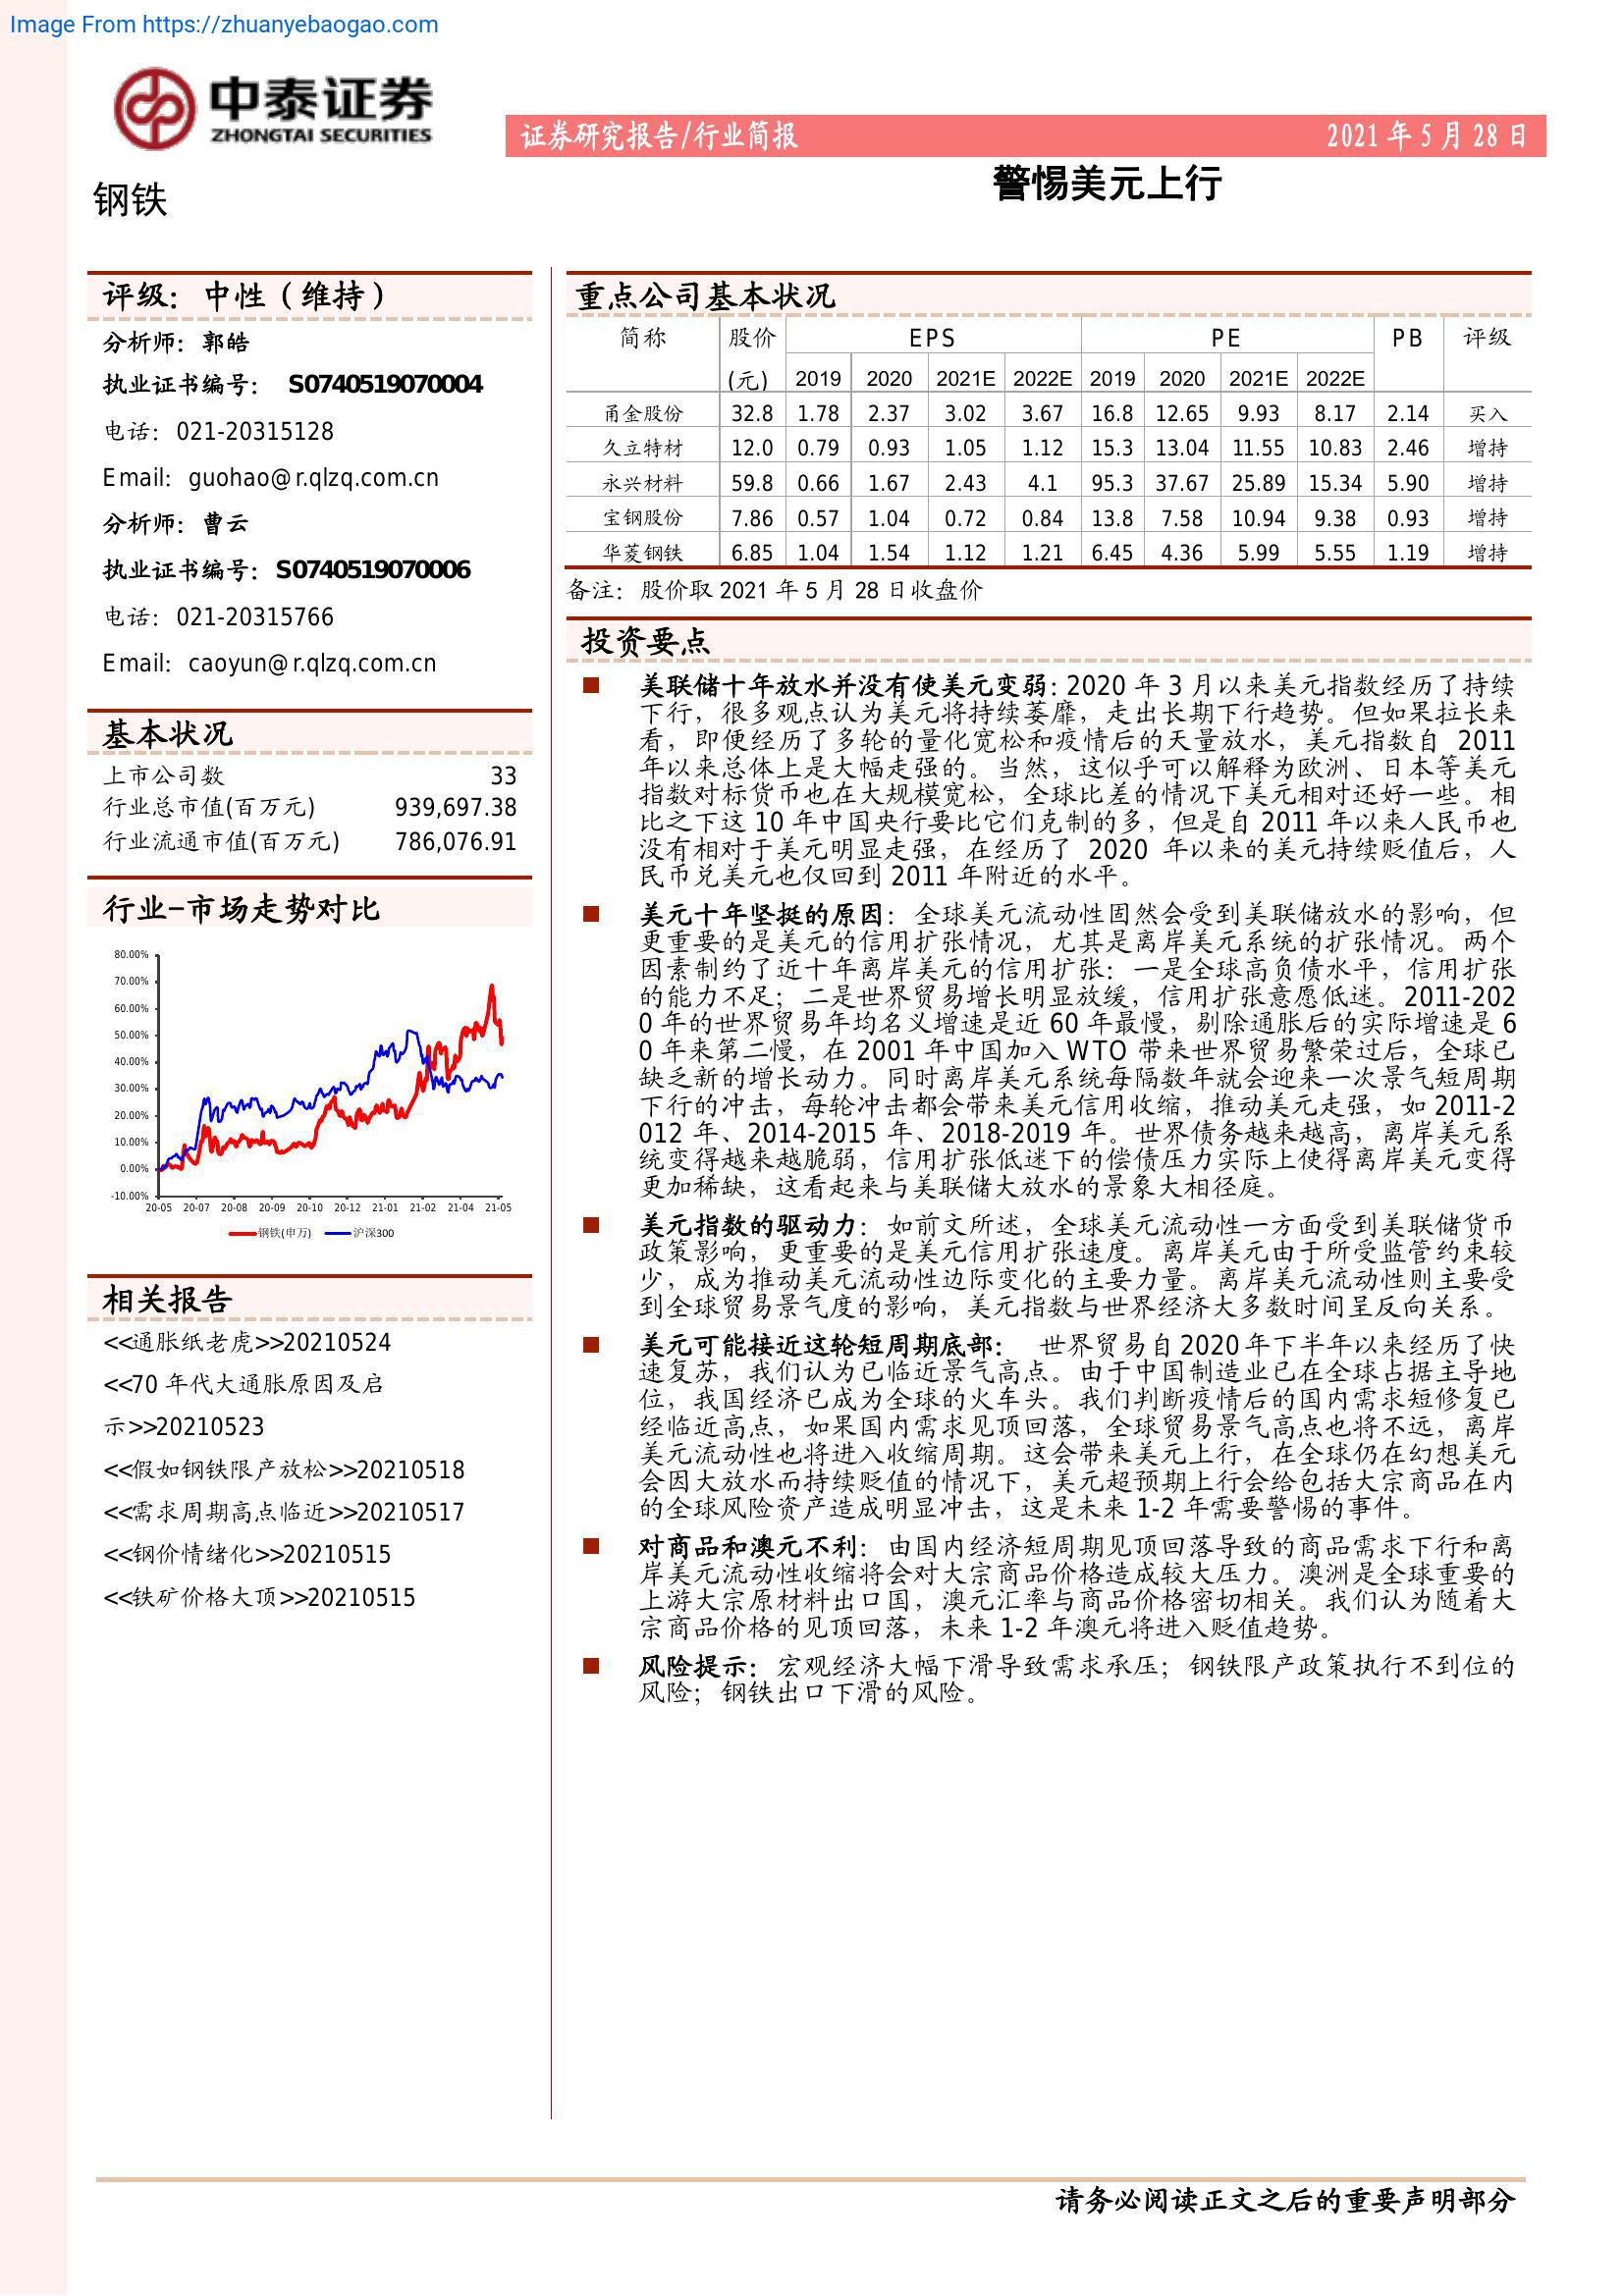 Image From https://zhuanyebaogao.com
中泰证券
ZHONGTAI SECURITIES
证券研究报告/行业简报 2021 年 5 月 28 日
钢铁
警惕美元上行
评级：中性（维持）
分析师：郭皓
执业证书编号： S0740519070004
电话：021-20315128
Email：guohao@r.qlzq.com.cn
分析师：曹云
执业证书编号：S0740519070006
电话：021-20315766
Email：caoyun@r.qlzq.com.cn
基本状况
上市公司数 33
行业总市值(百万元) 939,697.38
行业流通市值(百万元) 786,076.91
行业-市场走势对比
80.00%
70.00%
60.00%
50.00%
40.00%
30.00%
20.00%
10.00%
0.00%
-10.00%
20-05 20-07 20-08 20-09 20-10 20-12 21-01 21-02 21-04 21-05
钢铁(申万) 沪深300
相关报告
<<通胀纸老虎>>20210524
<<70 年代大通胀原因及启
示>>20210523
<<假如钢铁限产放松>>20210518
<<需求周期高点临近>>20210517
<<钢价情绪化>>20210515
<<铁矿价格大顶>>20210515
重点公司基本状况
简称 股价 EPS PE PB 评级
(元) 2019 2020 2021E 2022E 2019 2020 2021E 2022E
甬金股份 32.8 1.78 2.37 3.02 3.67 16.8 12.65 9.93 8.17 2.14 买入
久立特材 12.0 0.79 0.93 1.05 1.12 15.3 13.04 11.55 10.83 2.46 增持
永兴材料 59.8 0.66 1.67 2.43 4.1 95.3 37.67 25.89 15.34 5.90 增持
宝钢股份 7.86 0.57 1.04 0.72 0.84 13.8 7.58 10.94 9.38 0.93 增持
华菱钢铁 6.85 1.04 1.54 1.12 1.21 6.45 4.36 5.99 5.55 1.19 增持
备注：股价取 2021 年 5 月 28 日收盘价
投资要点
美联储十年放水并没有使美元变弱：2020 年 3 月以来美元指数经历了持续
下行，很多观点认为美元将持续萎靡，走出长期下行趋势。但如果拉长来
看，即便经历了多轮的量化宽松和疫情后的天量放水，美元指数自 2011
年以来总体上是大幅走强的。当然，这似乎可以解释为欧洲、日本等美元
指数对标货币也在大规模宽松，全球比差的情况下美元相对还好一些。相
比之下这 10 年中国央行要比它们克制的多，但是自 2011 年以来人民币也
没有相对于美元明显走强，在经历了 2020 年以来的美元持续贬值后，人
民币兑美元也仅回到 2011 年附近的水平。
美元十年坚挺的原因：全球美元流动性固然会受到美联储放水的影响，但
更重要的是美元的信用扩张情况，尤其是离岸美元系统的扩张情况。两个
因素制约了近十年离岸美元的信用扩张：一是全球高负债水平，信用扩张
的能力不足；二是世界贸易增长明显放缓，信用扩张意愿低迷。2011-202
0 年的世界贸易年均名义增速是近 60 年最慢，剔除通胀后的实际增速是 6
0 年来第二慢，在 2001 年中国加入 WTO 带来世界贸易繁荣过后，全球已
缺乏新的增长动力。同时离岸美元系统每隔数年就会迎来一次景气短周期
下行的冲击，每轮冲击都会带来美元信用收缩，推动美元走强，如 2011-2
012 年、2014-2015 年、2018-2019 年。世界债务越来越高，离岸美元系
统变得越来越脆弱，信用扩张低迷下的偿债压力实际上使得离岸美元变得
更加稀缺，这看起来与美联储大放水的景象大相径庭。
美元指数的驱动力：如前文所述，全球美元流动性一方面受到美联储货币
政策影响，更重要的是美元信用扩张速度。离岸美元由于所受监管约束较
少，成为推动美元流动性边际变化的主要力量。离岸美元流动性则主要受
到全球贸易景气度的影响，美元指数与世界经济大多数时间呈反向关系。
美元可能接近这轮短周期底部： 世界贸易自 2020 年下半年以来经历了快
速复苏，我们认为已临近景气高点。由于中国制造业已在全球占据主导地
位，我国经济已成为全球的火车头。我们判断疫情后的国内需求短修复已
经临近高点，如果国内需求见顶回落，全球贸易景气高点也将不远，离岸
美元流动性也将进入收缩周期。这会带来美元上行，在全球仍在幻想美元
会因大放水而持续贬值的情况下，美元超预期上行会给包括大宗商品在内
的全球风险资产造成明显冲击，这是未来 1-2 年需要警惕的事件。
对商品和澳元不利：由国内经济短周期见顶回落导致的商品需求下行和离
岸美元流动性收缩将会对大宗商品价格造成较大压力。澳洲是全球重要的
上游大宗原材料出口国，澳元汇率与商品价格密切相关。我们认为随着大
宗商品价格的见顶回落，未来 1-2 年澳元将进入贬值趋势。
风险提示：宏观经济大幅下滑导致需求承压；钢铁限产政策执行不到位的
风险；钢铁出口下滑的风险。
请务必阅读正文之后的重要声明部分